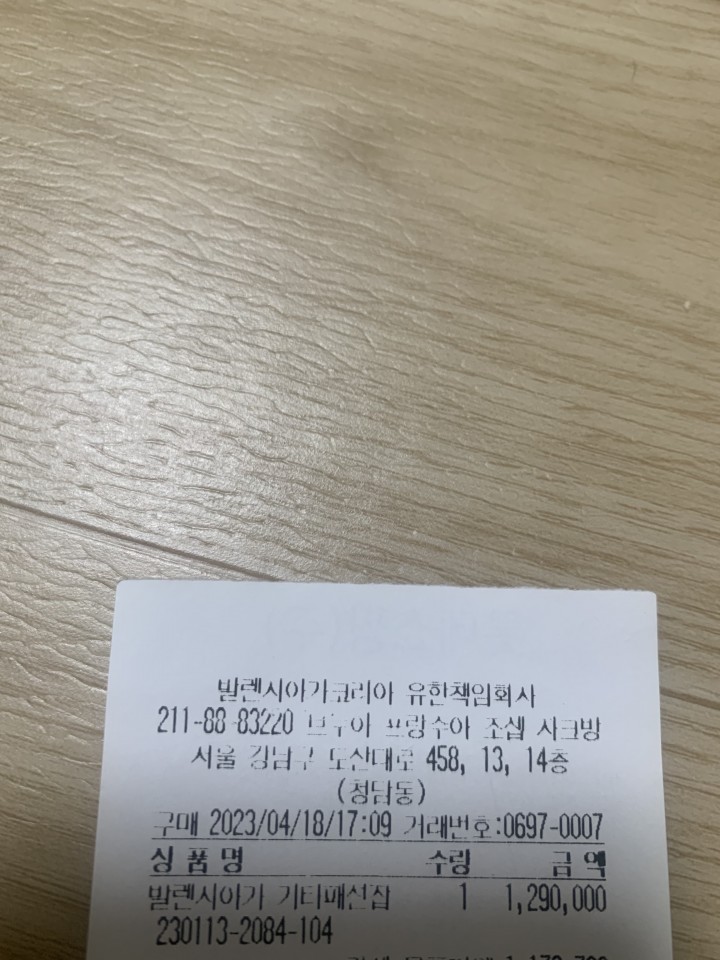 발렌시아가코리아 유한책임회사
211-88-83220 브누아 프랑수아 조셉 사크방
서울 강남구 도산대로 458, 13, 14층
(청담동)
구매 2023/04/18/17:09 거래번호:0697-0007
상 품 명 수량 금 액
발렌시아가 기타패션잡 1 1,290,000
230113-2084-104